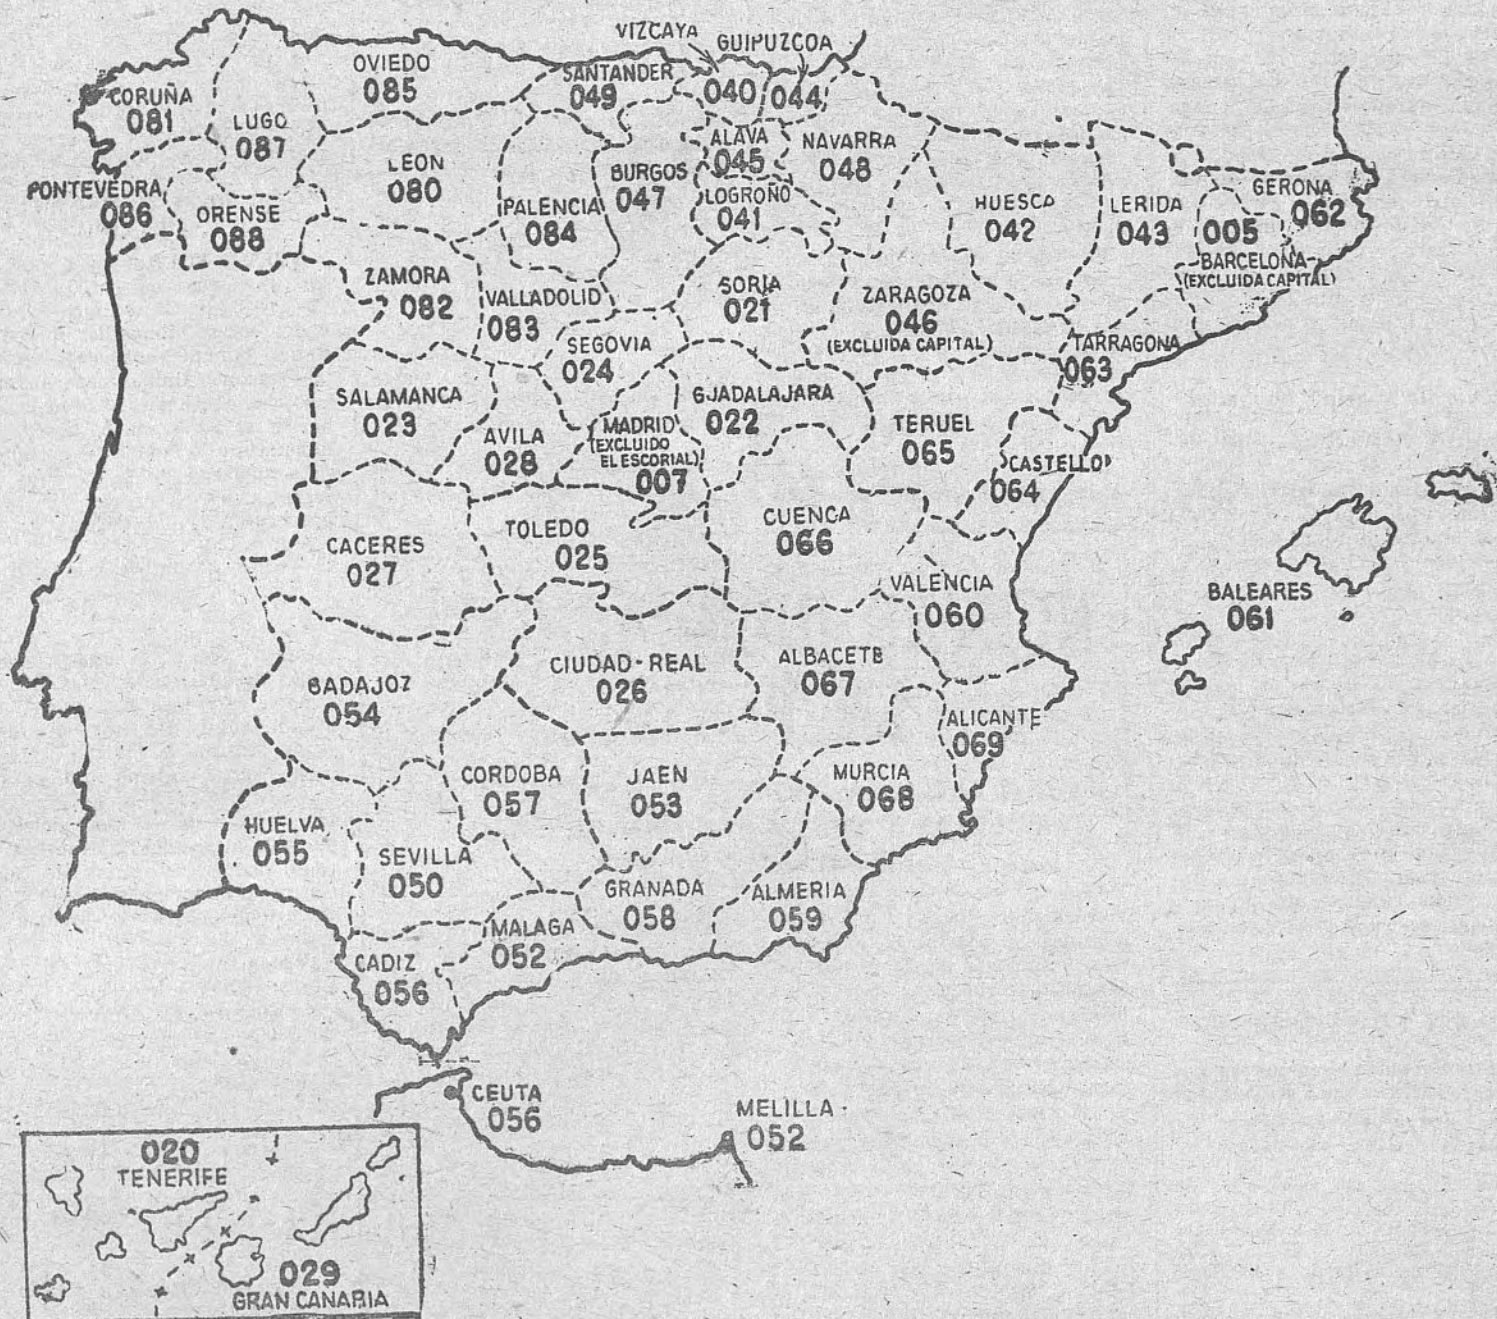 VIZCAYA
040
GUIPUZCOA
044
OVIEDO
085
SANTANDER
049
CORUÑA
081
LUGO
087
LEON
080
PALENCIA
084
BURGOS
047
ALAVA
045
NAVARRA
048
LOGROÑO
041
PONTEVEDRA
086
ORENSE
088
HUESCA
042
LERIDA
043
GERONA
062
005
BARCELONA
(EXCLUIDA CAPITAL)
ZAMORA
082
VALLADOLID
083
SORIA
021
ZARAGOZA
046
(EXCLUIDA CAPITAL)
SEGOVIA
024
TARRAGONA
063
SALAMANCA
023
AVILA
028
MADRID
(EXCLUIDO
EL ESCORIAL)
007
GUADALAJARA
022
TERUEL
065
CASTELLON
064
CACERES
027
TOLEDO
025
CUENCA
066
VALENCIA
060
BALEARES
061
BADAJOZ
054
CIUDAD-REAL
026
ALBACETE
067
ALICANTE
069
CORDOBA
057
JAEN
053
MURCIA
068
HUELVA
055
SEVILLA
050
GRANADA
058
ALMERIA
059
MALAGA
052
CADIZ
056
CEUTA
056
MELILLA
052
020
TENERIFE
029
GRAN CANARIA